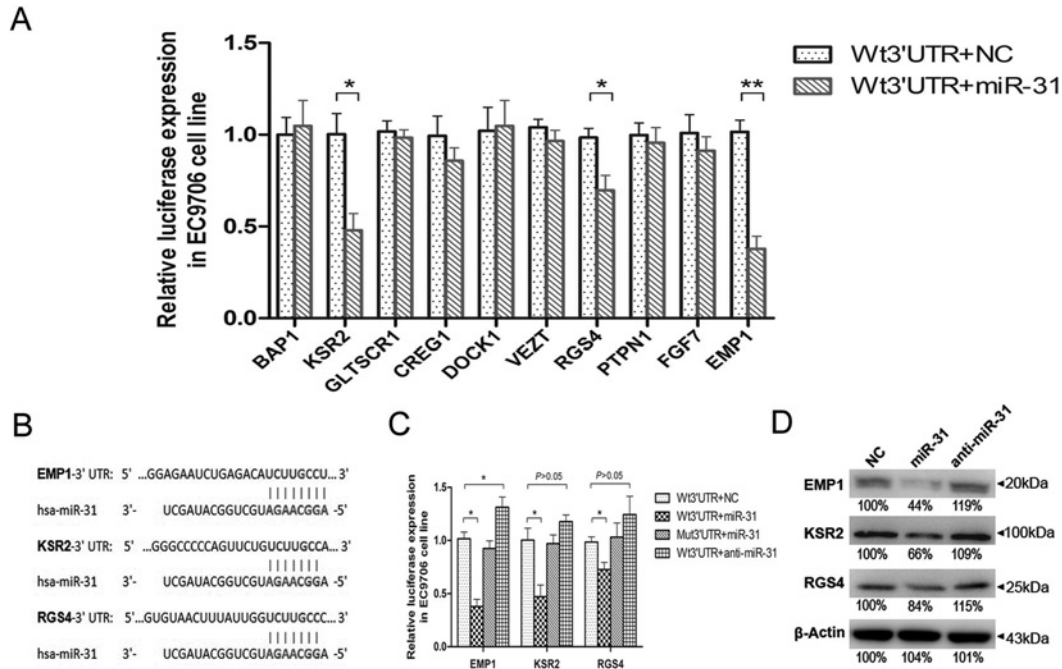 A
Relative luciferase expression
in EC9706 cell line
1.5
1.0
0.5
0.0
*
*
**
Wt3'UTR+NC
Wt3'UTR+miR-31
BAP1
KSR2
GLTSCR1
CREG1
DOCK1
VEZT
RGS4
PTPN1
FGF7
EMP1
B
EMP1-3' UTR: 5' ...GGAGAAUCUGAGACAUCUUGCCU...3'
||||||||
hsa-miR-31 3'- UCGAUACGGUCGUAGAACGGA -5'
KSR2-3' UTR: 5' ...GGGCCCCCAGUUCUGUCUUGCCA...3'
|||||||
hsa-miR-31 3'- UCGAUACGGUCGUAGAACGGA -5'
RGS4-3' UTR: 5' ...GUGUAACUUUAUUGGUCUUGCCC...3'
|||||||
hsa-miR-31 3'- UCGAUACGGUCGUAGAACGGA -5'
C
Relative luciferase expression
in EC9706 cell line
1.5
1.0
0.5
0.0
* P>0.05 P>0.05
* * *
Wt3'UTR+NC
Wt3'UTR+miR-31
Mut3'UTR+miR-31
Wt3'UTR+anti-miR-31
EMP1 KSR2 RGS4
D
NC miR-31 anti-miR-31
EMP1 20kDa
100% 44% 119%
KSR2 100kDa
100% 66% 109%
RGS4 25kDa
100% 84% 115%
β-Actin 43kDa
100% 104% 101%